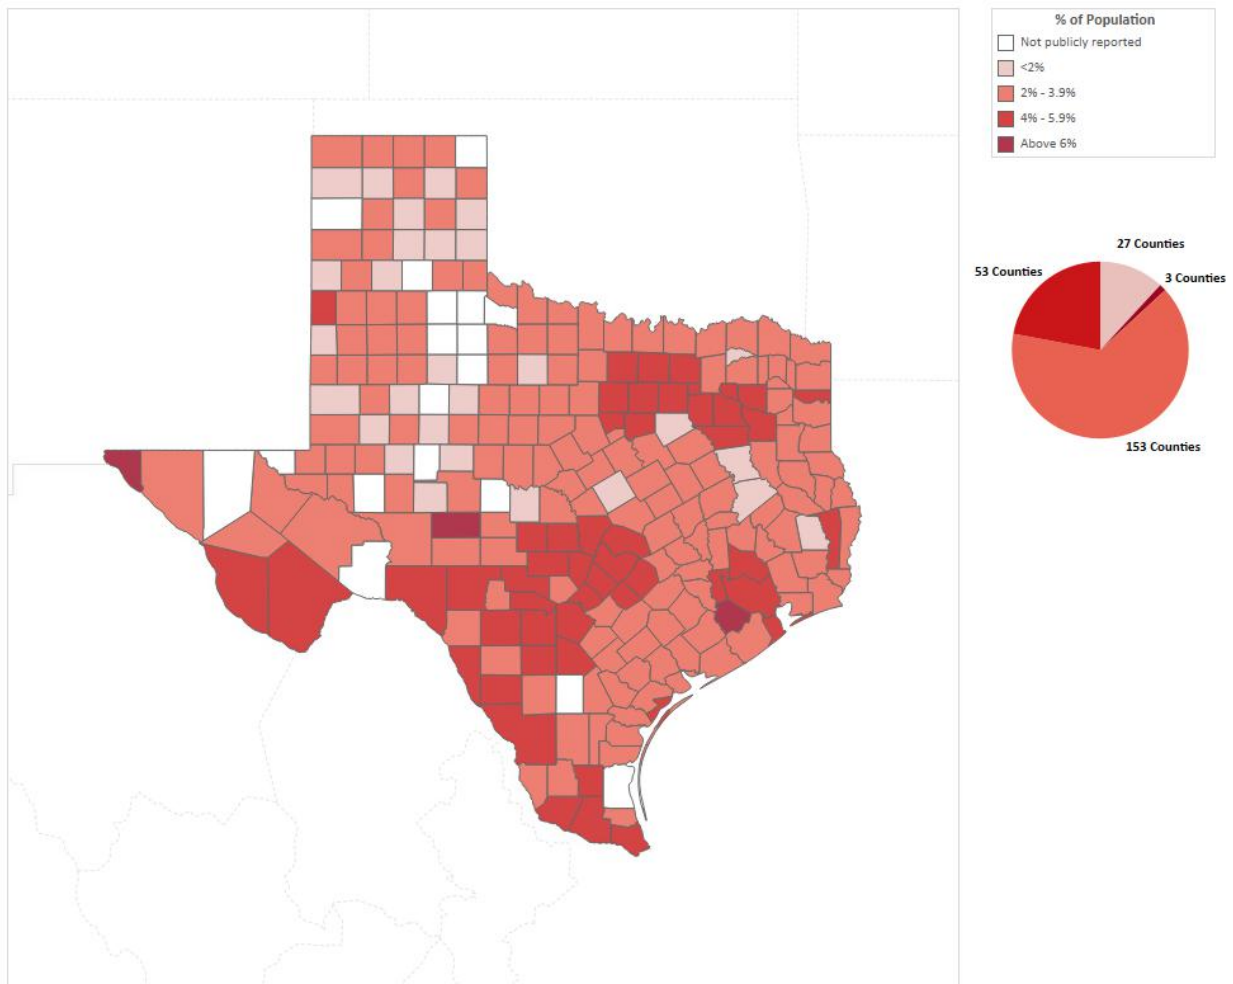 % of Population
Not publicly reported
<2%
2% - 3.9%
4% - 5.9%
Above 6%
27 Counties
53 Counties
3 Counties
153 Counties